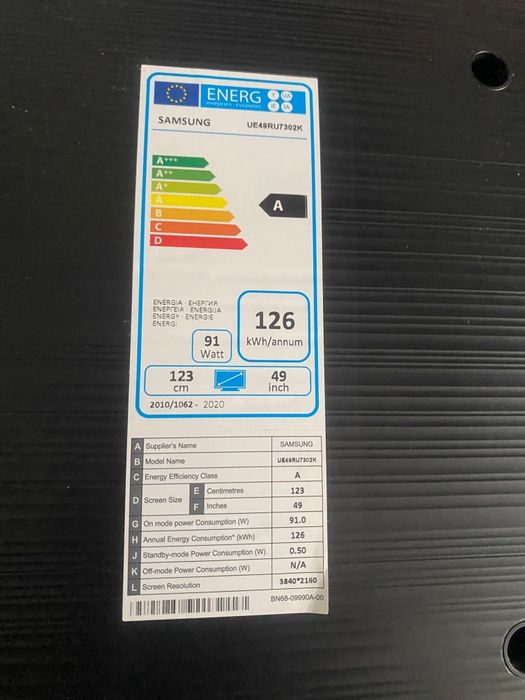 ENERG Y UA
енергия · ενεργεια IE IA
SAMSUNG UE49RU7302K
A+++
A++
A+
A
B
C
D
A
ENERGIA · ЕНЕРГИЯ
ΕΝΕΡΓΕΙΑ · ENERGIJA
ENERGY · ENERGIE
ENERGI
91
Watt
126
kWh/annum
123
cm
49
inch
2010/1062 - 2020
A Supplier's Name SAMSUNG
B Model Name UE49RU7302K
C Energy Efficiency Class A
D Screen Size E Centimetres 123
F Inches 49
G On mode power Consumption (W) 91.0
H Annual Energy Consumption* (kWh) 126
J Standby-mode Power Consumption (W) 0.50
K Off-mode Power Consumption (W) N/A
L Screen Resolution 3840*2160
BN68-09990A-00